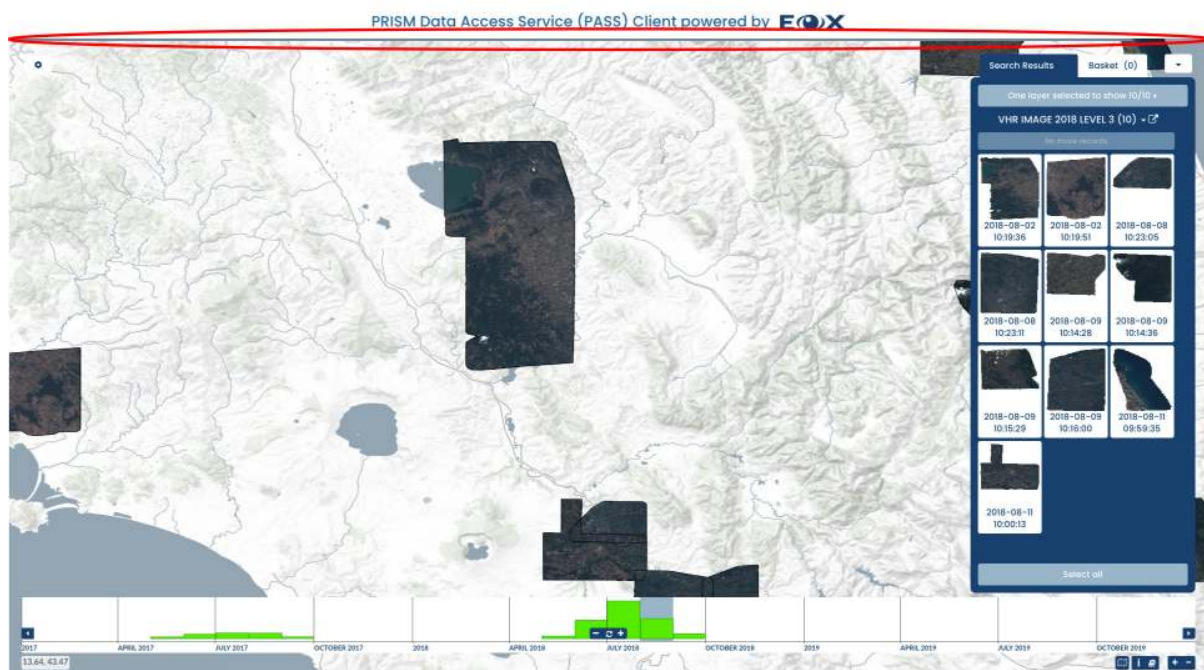 PRISM Data Access Service (PASS) Client powered by EOX
Search Results
Basket (0)
One layer selected to show 10/10
VHR IMAGE 2018 LEVEL 3 (10)
No more records
2018-08-02
10:19:36
2018-08-02
10:19:51
2018-08-08
10:23:05
2018-08-08
10:23:11
2018-08-09
10:14:28
2018-08-09
10:14:36
2018-08-09
10:15:29
2018-08-09
10:16:00
2018-08-11
09:59:35
2018-08-11
10:00:13
Select all
2017
APRIL 2017
JULY 2017
OCTOBER 2017
2018
APRIL 2018
JULY 2018
OCTOBER 2018
2019
APRIL 2019
JULY 2019
OCTOBER 2019
13.64, 43.47